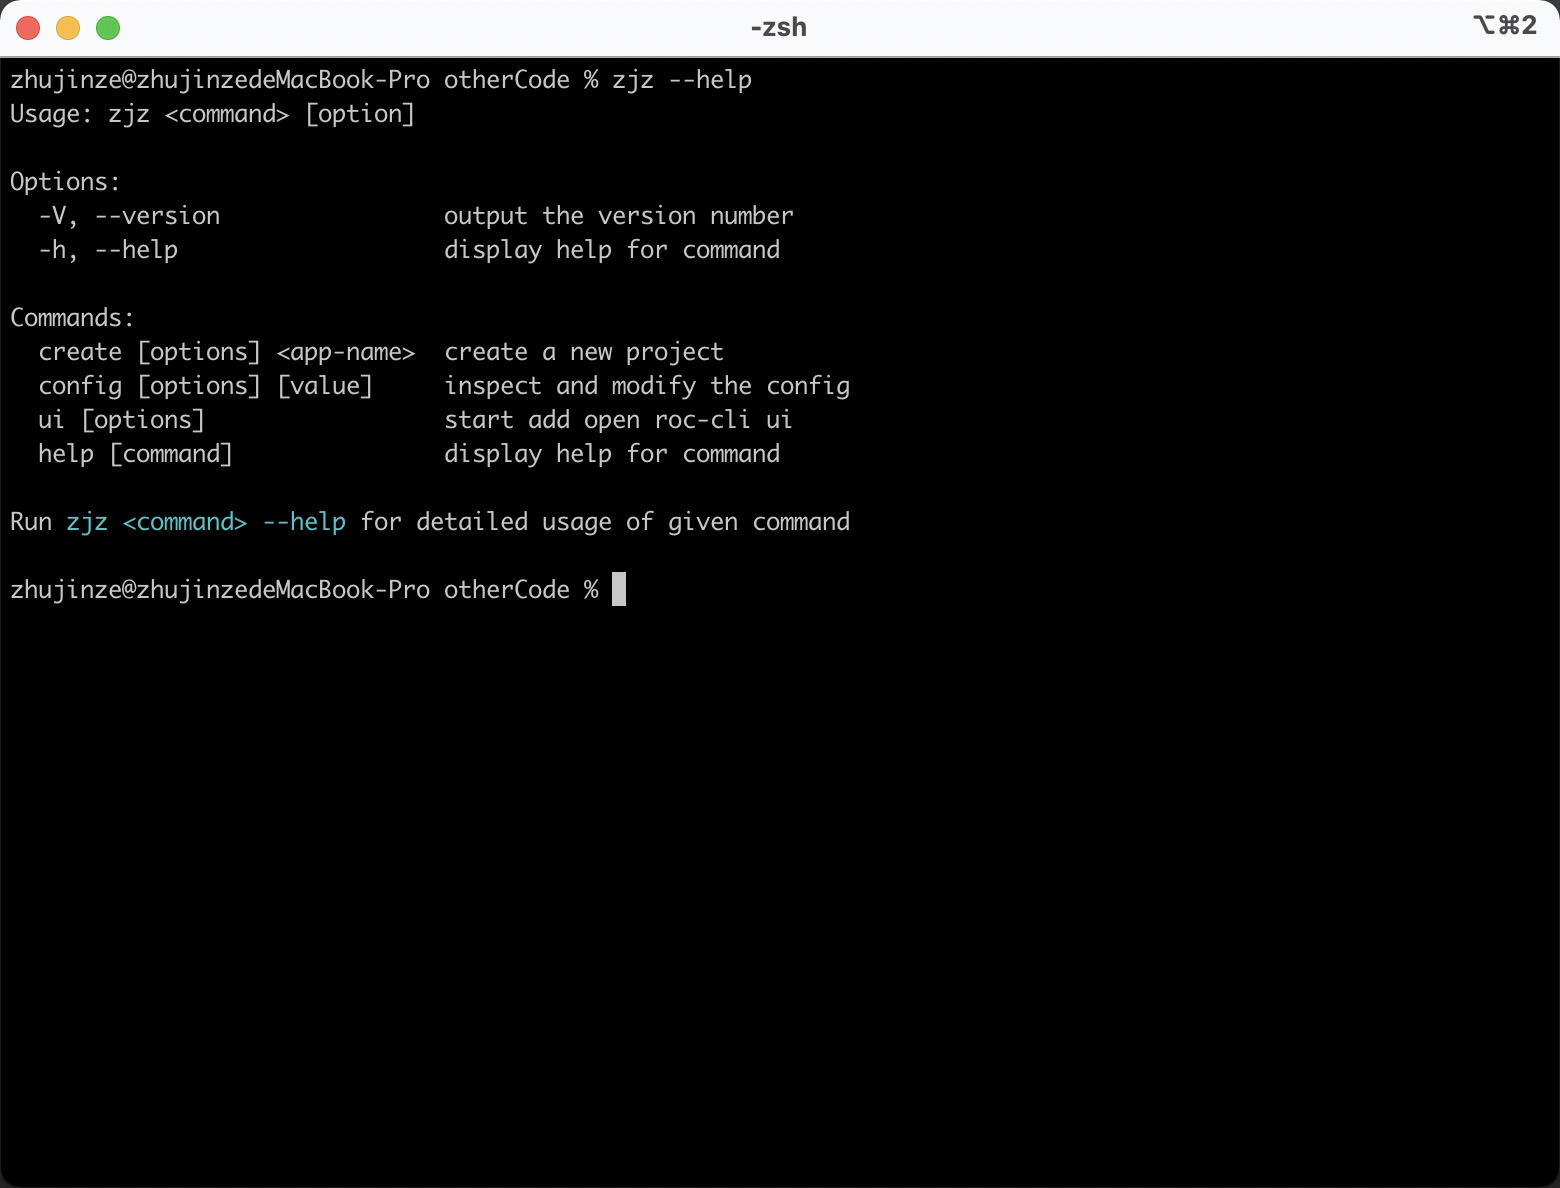 -zsh
⌥⌘2
zhujinze@zhujinzedeMacBook-Pro otherCode % zjz --help
Usage: zjz <command> [option]
Options:
-V, --version output the version number
-h, --help display help for command
Commands:
create [options] <app-name> create a new project
config [options] [value] inspect and modify the config
ui [options] start add open roc-cli ui
help [command] display help for command
Run zjz <command> --help for detailed usage of given command
zhujinze@zhujinzedeMacBook-Pro otherCode %